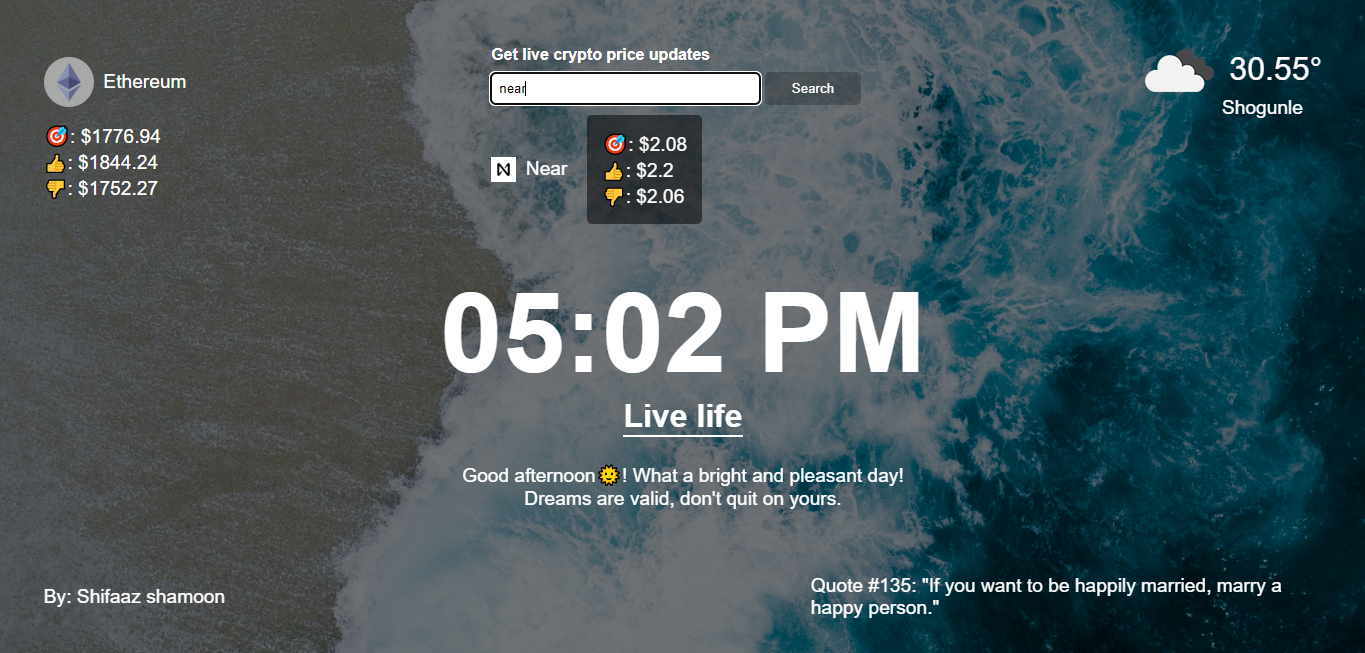 Get live crypto price updates
near
Search
Ethereum
🎯: $1776.94
👍: $1844.24
👎: $1752.27
Near
🎯: $2.08
👍: $2.2
👎: $2.06
30.55°
Shogunle
05:02 PM
Live life
Good afternoon🌞! What a bright and pleasant day!
Dreams are valid, don't quit on yours.
By: Shifaaz shamoon
Quote #135: "If you want to be happily married, marry a
happy person."